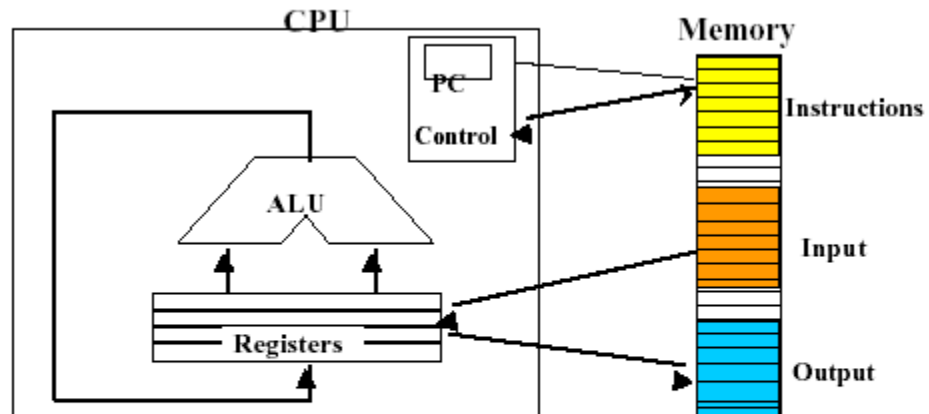 CPU
Memory
PC
Instructions
Control
ALU
Input
Registers
Output